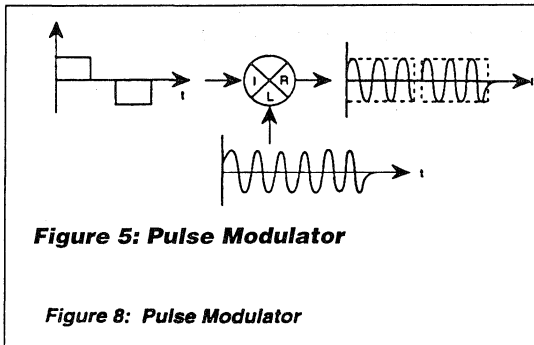 t
I
R
L
t
t
Figure 5: Pulse Modulator
Figure 8: Pulse Modulator